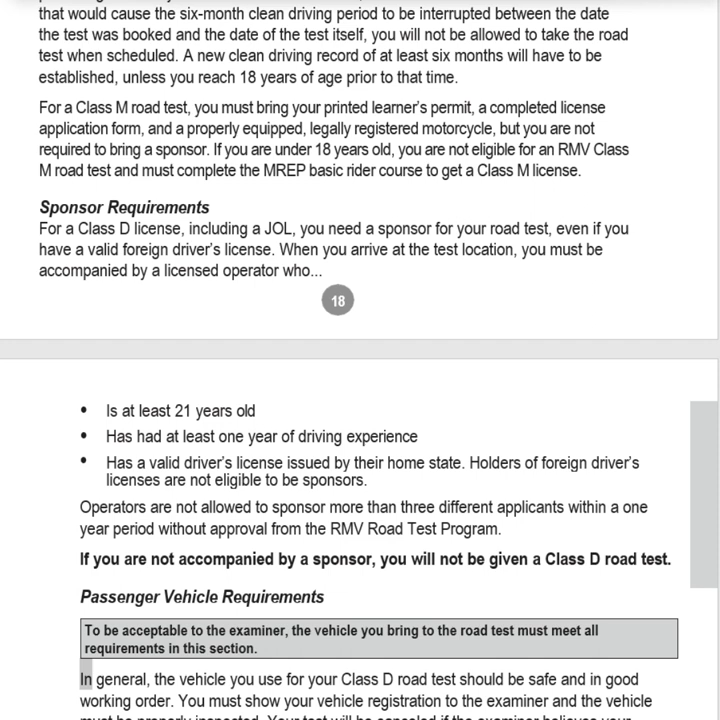 that would cause the six-month clean driving period to be interrupted between the date
the test was booked and the date of the test itself, you will not be allowed to take the road
test when scheduled. A new clean driving record of at least six months will have to be
established, unless you reach 18 years of age prior to that time.
For a Class M road test, you must bring your printed learner's permit, a completed license
application form, and a properly equipped, legally registered motorcycle, but you are not
required to bring a sponsor. If you are under 18 years old, you are not eligible for an RMV Class
M road test and must complete the MREP basic rider course to get a Class M license.
Sponsor Requirements
For a Class D license, including a JOL, you need a sponsor for your road test, even if you
have a valid foreign driver's license. When you arrive at the test location, you must be
accompanied by a licensed operator who...
18
• Is at least 21 years old
• Has had at least one year of driving experience
• Has a valid driver's license issued by their home state. Holders of foreign driver's
licenses are not eligible to be sponsors.
Operators are not allowed to sponsor more than three different applicants within a one
year period without approval from the RMV Road Test Program.
If you are not accompanied by a sponsor, you will not be given a Class D road test.
Passenger Vehicle Requirements
To be acceptable to the examiner, the vehicle you bring to the road test must meet all
requirements in this section.
In general, the vehicle you use for your Class D road test should be safe and in good
working order. You must show your vehicle registration to the examiner and the vehicle